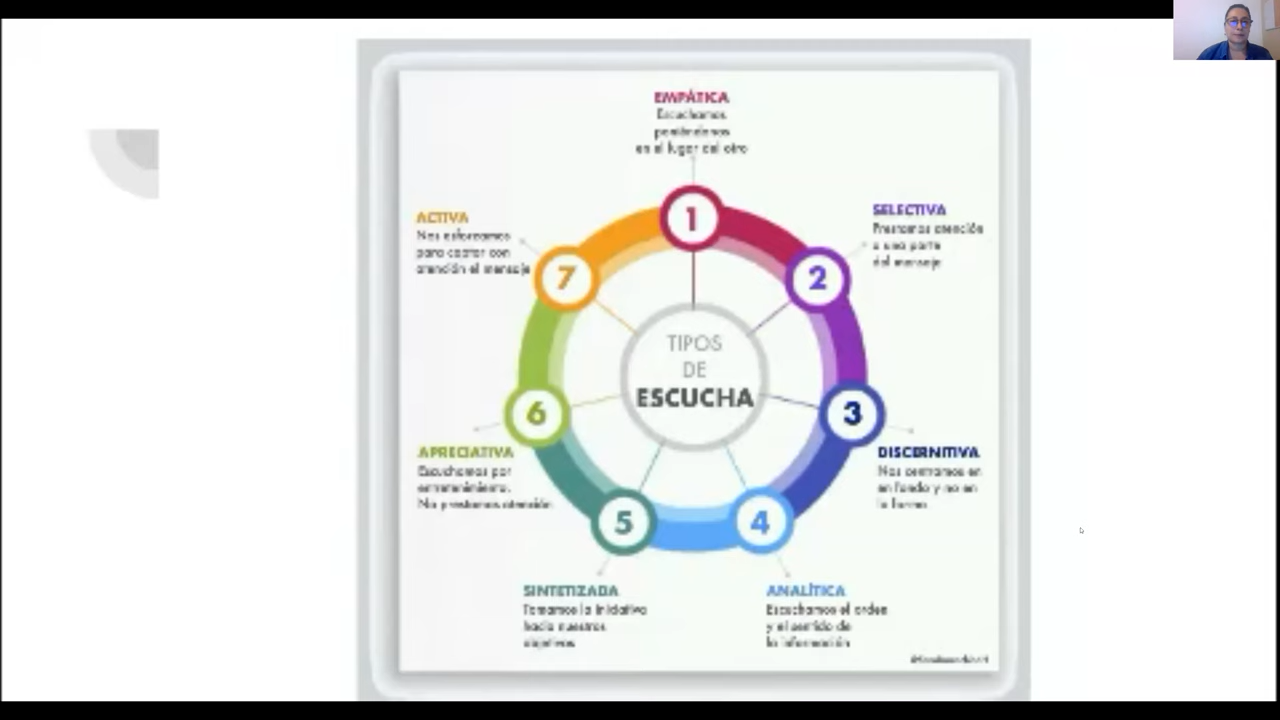 EMPÁTICA
Escuchamos
poniéndonos
en el lugar del otro
1
SELECTIVA
Prestamos atención
a una parte
del mensaje
2
3
DISCERNITIVA
Nos centramos en
en fondo y no en
la forma
4
ANALÍTICA
Escuchamos el orden
y el sentido de
la información
5
SINTETIZADA
Tomamos la iniciativa
hacia nuestros
objetivos
6
APRECIATIVA
Escuchamos por
entretenimiento.
No prestamos atención
7
ACTIVA
Nos esforzamos
para captar con
atención el mensaje
TIPOS
DE
ESCUCHA